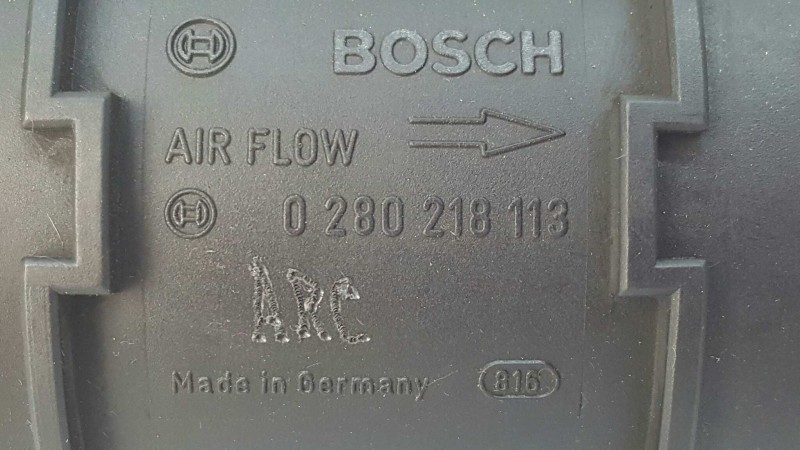 BOSCH
AIR FLOW
0 280 218 113
ARC
Made in Germany 816